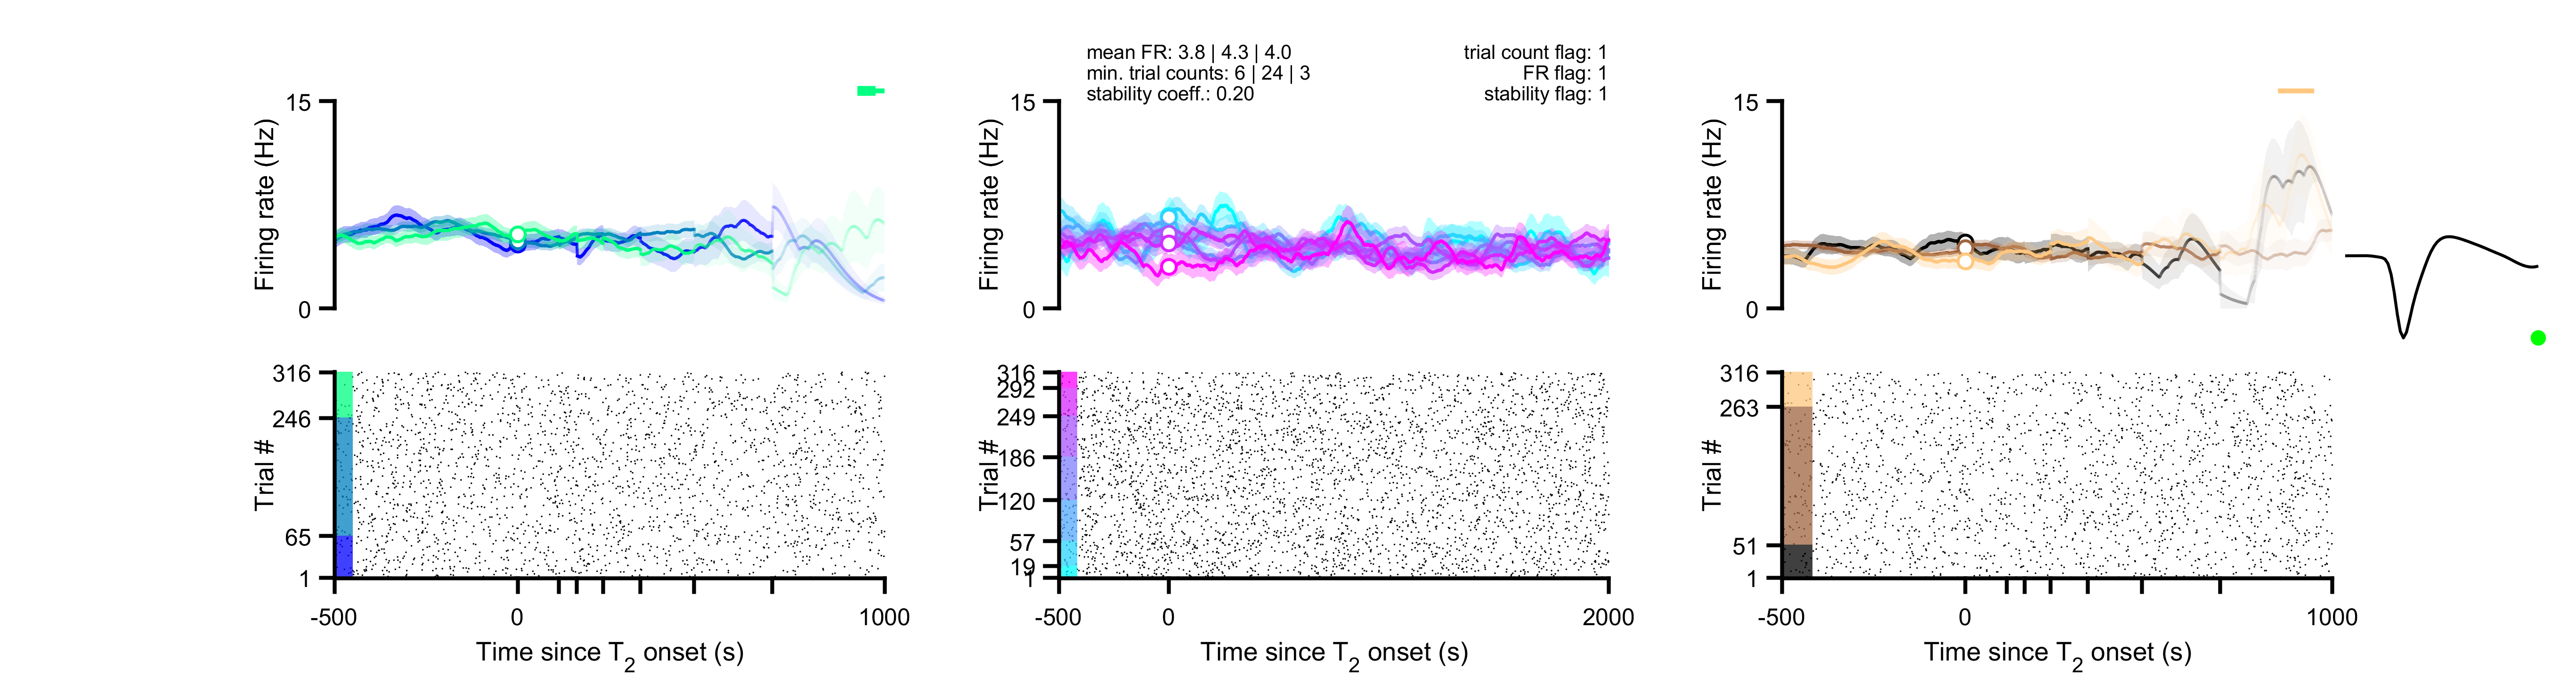 mean FR: 3.8 | 4.3 | 4.0
min. trial counts: 6 | 24 | 3
stability coeff.: 0.20
trial count flag: 1
FR flag: 1
stability flag: 1
15
Firing rate (Hz)
0
316
246
Trial #
65
1
-500
0
1000
Time since T2 onset (s)
15
Firing rate (Hz)
0
316
292
249
186
Trial #
120
57
19
1
-500
0
2000
Time since T2 onset (s)
15
Firing rate (Hz)
0
316
263
Trial #
51
1
-500
0
1000
Time since T2 onset (s)